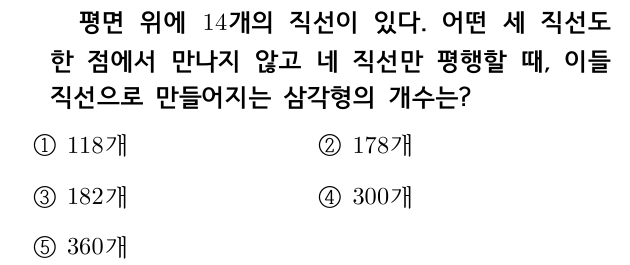 평면 위에 14개의 직선이 있다. 어떤 세 직선도
한 점에서 만나지 않고 네 직선만 평행할 때, 이들
직선으로 만들어지는 삼각형의 개수는?
① 118개 ② 178개
③ 182개 ④ 300개
⑤ 360개